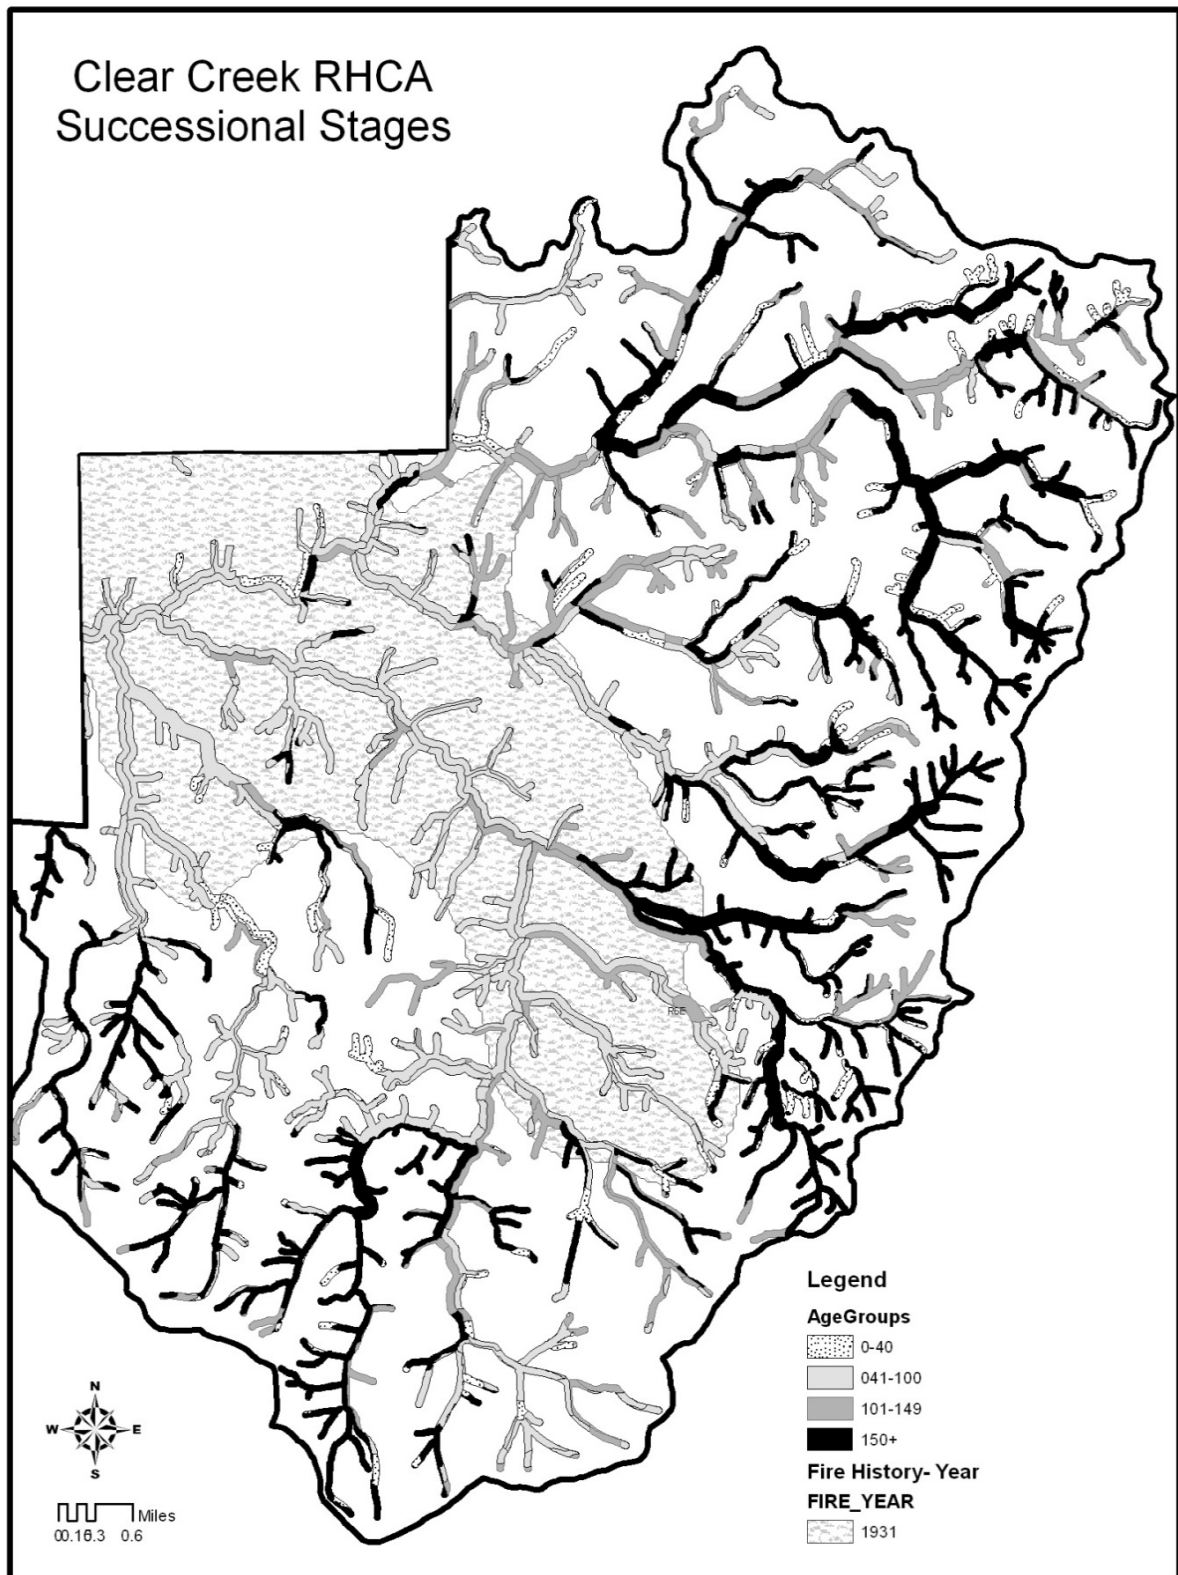 Clear Creek RHCA
Successional Stages
Legend
AgeGroups
0-40
041-100
101-149
150+
Fire History- Year
FIRE_YEAR
1931
N
W E
S
Miles
0.6